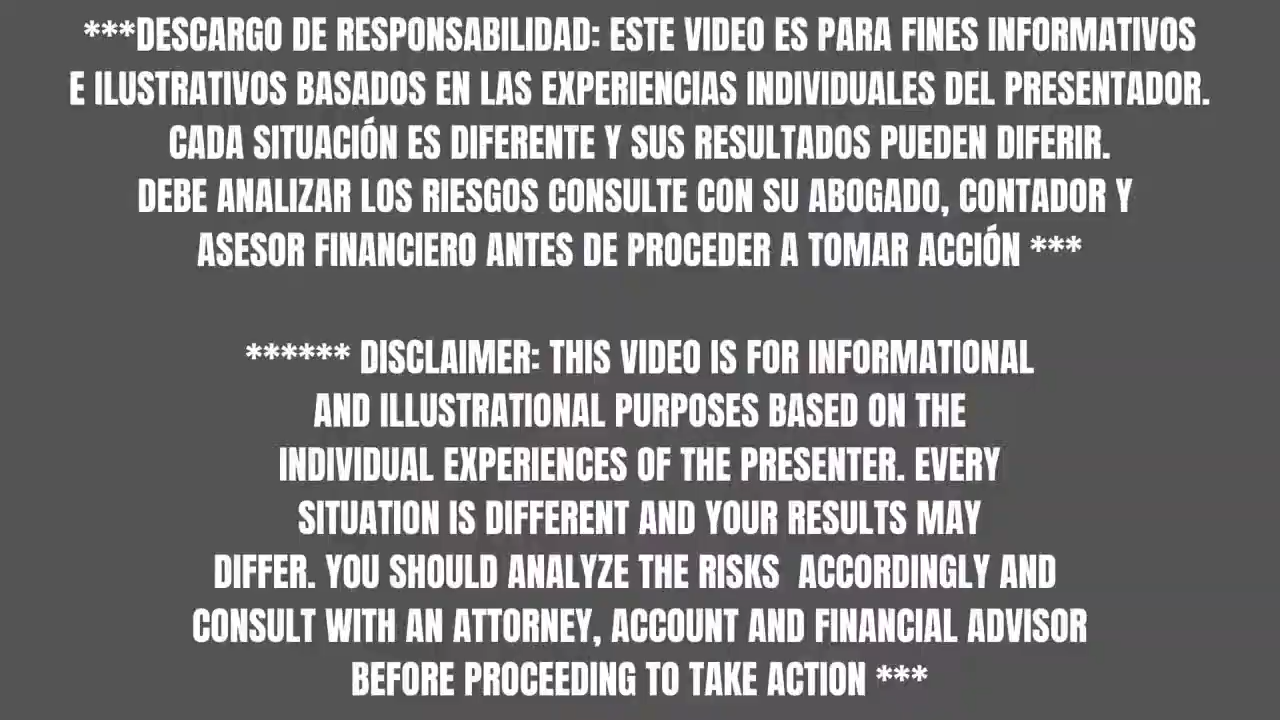 ***DESCARGO DE RESPONSABILIDAD: ESTE VIDEO ES PARA FINES INFORMATIVOS
E ILUSTRATIVOS BASADOS EN LAS EXPERIENCIAS INDIVIDUALES DEL PRESENTADOR.
CADA SITUACIÓN ES DIFERENTE Y SUS RESULTADOS PUEDEN DIFERIR.
DEBE ANALIZAR LOS RIESGOS CONSULTE CON SU ABOGADO, CONTADOR Y
ASESOR FINANCIERO ANTES DE PROCEDER A TOMAR ACCIÓN ***
****** DISCLAIMER: THIS VIDEO IS FOR INFORMATIONAL
AND ILLUSTRATIONAL PURPOSES BASED ON THE
INDIVIDUAL EXPERIENCES OF THE PRESENTER. EVERY
SITUATION IS DIFFERENT AND YOUR RESULTS MAY
DIFFER. YOU SHOULD ANALYZE THE RISKS  ACCORDINGLY AND
CONSULT WITH AN ATTORNEY, ACCOUNT AND FINANCIAL ADVISOR
BEFORE PROCEEDING TO TAKE ACTION ***